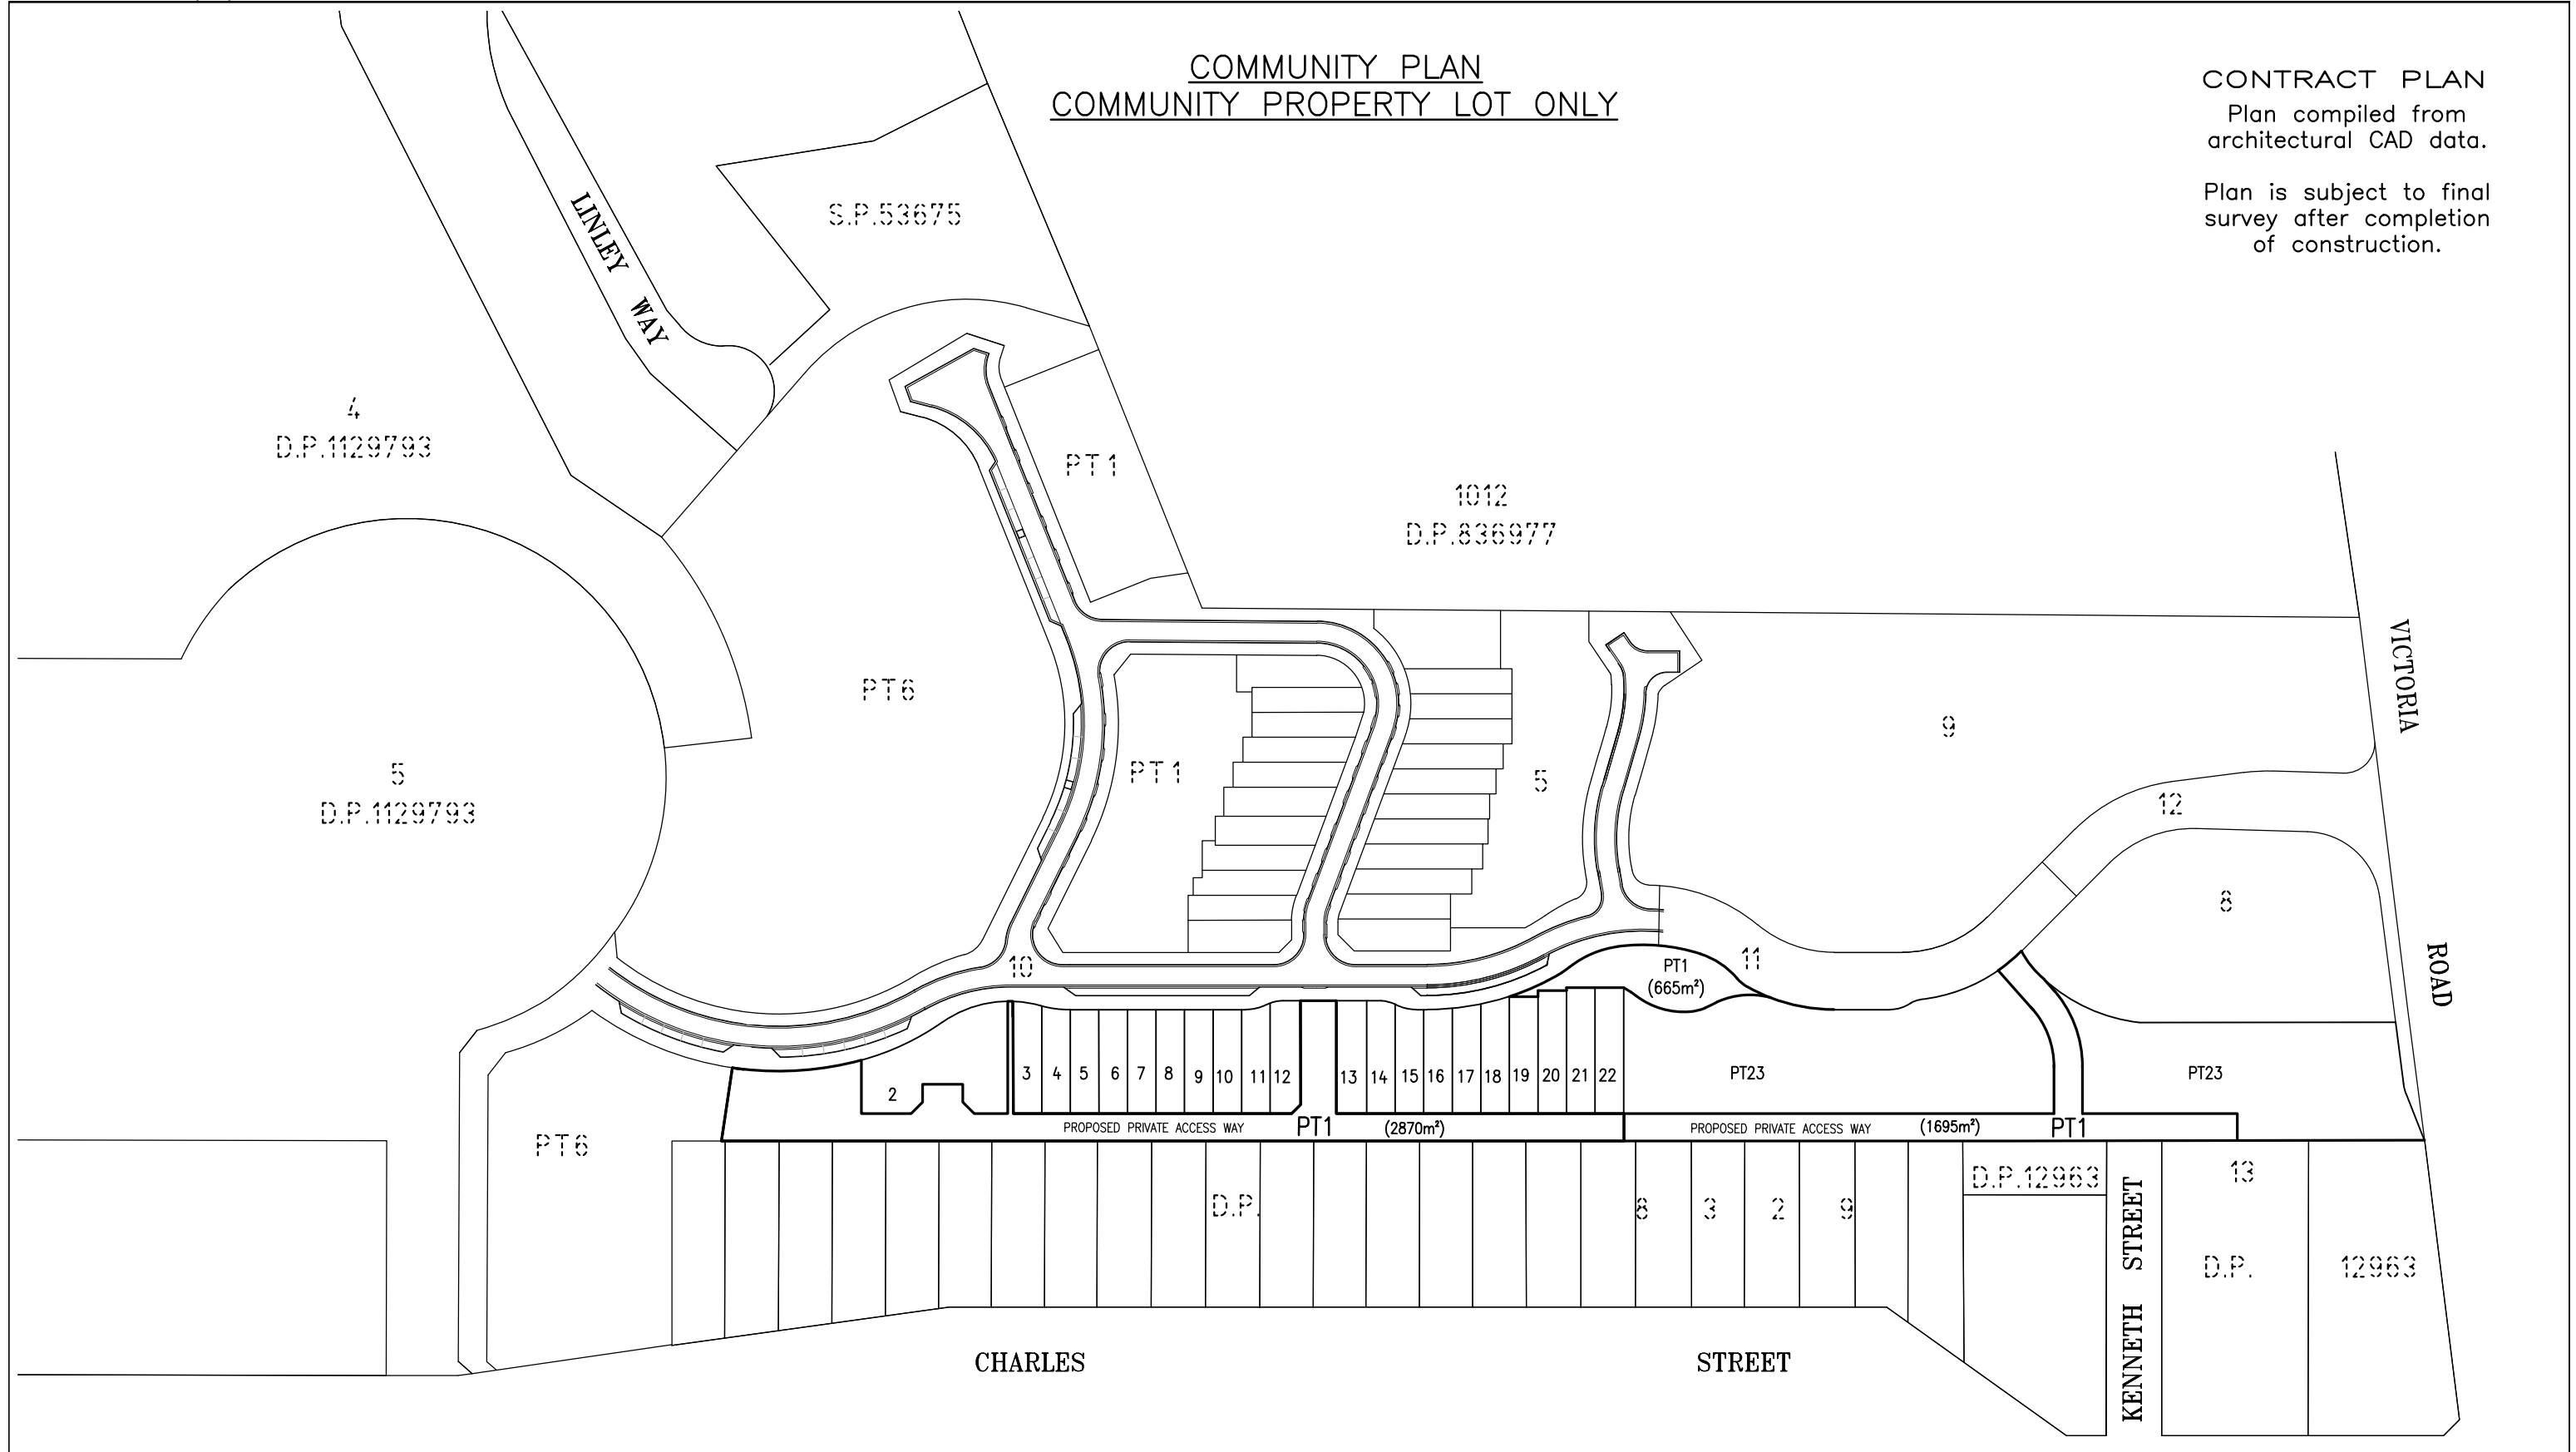 COMMUNITY PLAN
COMMUNITY PROPERTY LOT ONLY
CONTRACT PLAN
Plan compiled from
architectural CAD data.
Plan is subject to final
survey after completion
of construction.
S.P.53675
LINLEY WAY
4
D.P.1129793
PT1
1012
D.P.836977
VICTORIA ROAD
PT6
9
5
D.P.1129793
PT1
5
12
8
10
11
PT1
(665m²)
2
3 4 5 6 7 8 9 10 11 12 13 14 15 16 17 18 19 20 21 22
PT23
PT23
PROPOSED PRIVATE ACCESS WAY PT1 (2870m²)
PROPOSED PRIVATE ACCESS WAY (1695m²) PT1
PT6
D.P. 8 3 2 9
D.P.12963
13
D.P. 12963
KENNETH STREET
CHARLES STREET